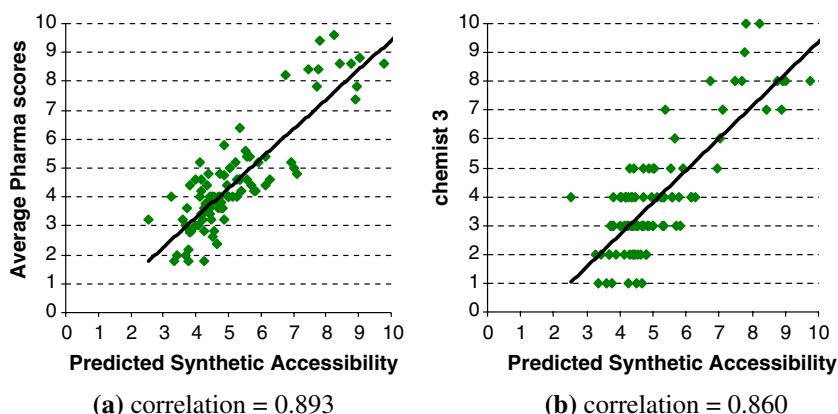 10
9
8
7
6
5
4
3
2
1
0
Average Pharma scores
0 1 2 3 4 5 6 7 8 9 10
Predicted Synthetic Accessibility
(a) correlation = 0.893
10
9
8
7
6
5
4
3
2
1
0
chemist 3
0 1 2 3 4 5 6 7 8 9 10
Predicted Synthetic Accessibility
(b) correlation = 0.860